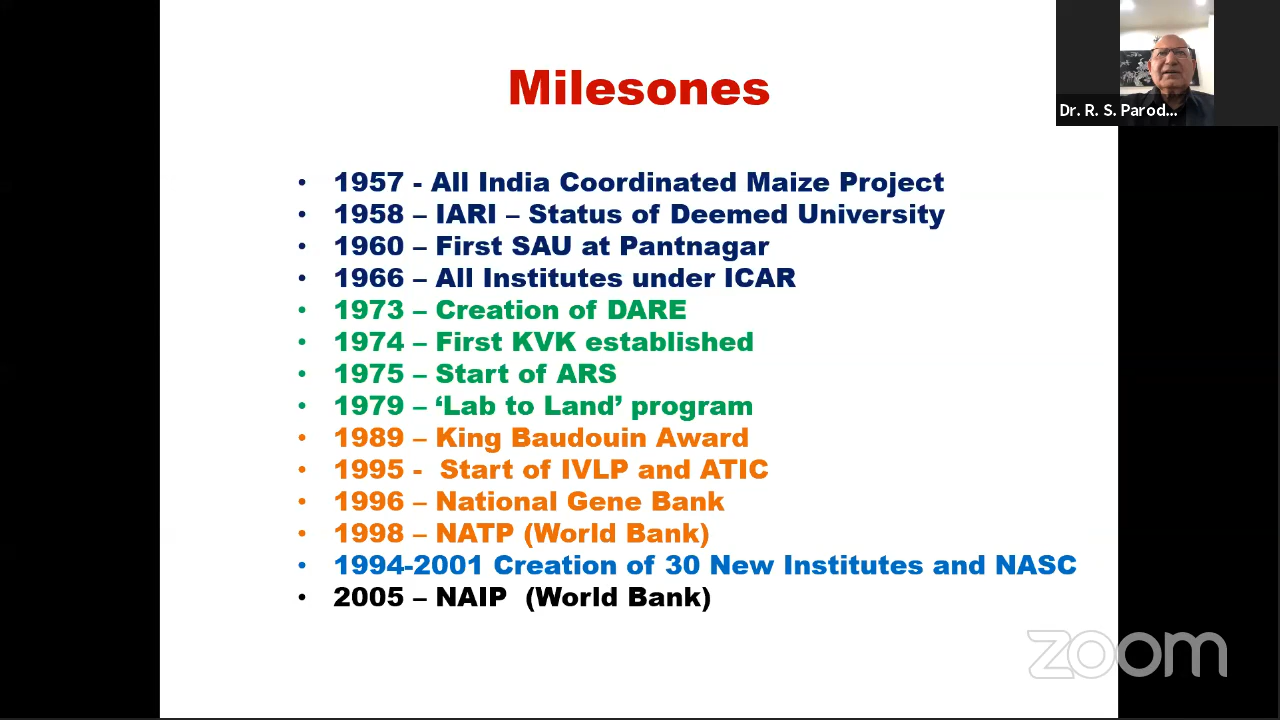 Milesones
Dr. R. S. Parod...
• 1957 - All India Coordinated Maize Project
• 1958 – IARI – Status of Deemed University
• 1960 – First SAU at Pantnagar
• 1966 – All Institutes under ICAR
• 1973 – Creation of DARE
• 1974 – First KVK established
• 1975 – Start of ARS
• 1979 – ‘Lab to Land’ program
• 1989 – King Baudouin Award
• 1995 -  Start of IVLP and ATIC
• 1996 – National Gene Bank
• 1998 – NATP (World Bank)
• 1994-2001 Creation of 30 New Institutes and NASC
• 2005 – NAIP  (World Bank)
zoom